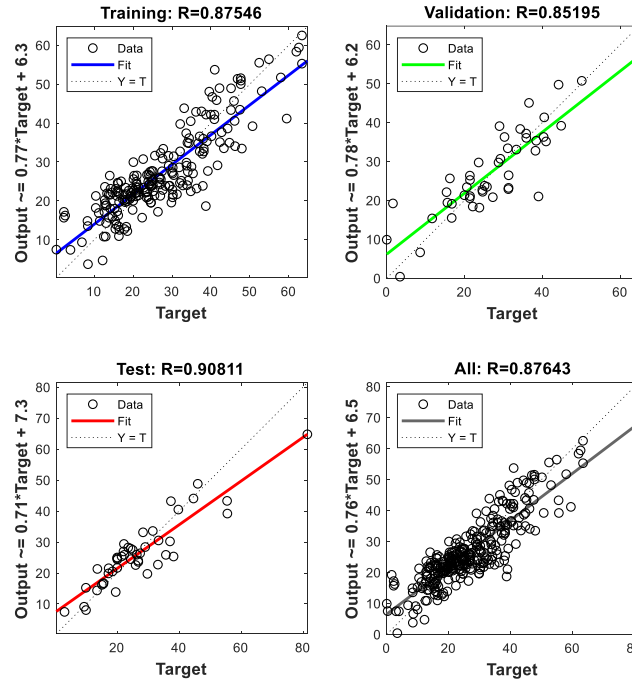 Training: R=0.87546
Output ~= 0.77*Target + 6.3
60
50
40
30
20
10
Data
Fit
Y = T
10 20 30 40 50 60
Target
Validation: R=0.85195
Output ~= 0.78*Target + 6.2
60
50
40
30
20
10
0
Data
Fit
Y = T
0 20 40 60
Target
Test: R=0.90811
Output ~= 0.71*Target + 7.3
80
70
60
50
40
30
20
10
Data
Fit
Y = T
20 40 60 80
Target
All: R=0.87643
Output ~= 0.76*Target + 6.5
80
70
60
50
40
30
20
10
0
Data
Fit
Y = T
0 20 40 60 80
Target